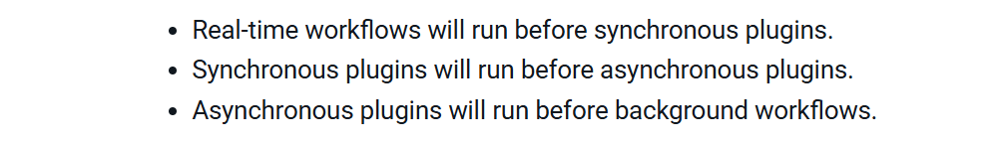 • Real-time workflows will run before synchronous plugins.
• Synchronous plugins will run before asynchronous plugins.
• Asynchronous plugins will run before background workflows.